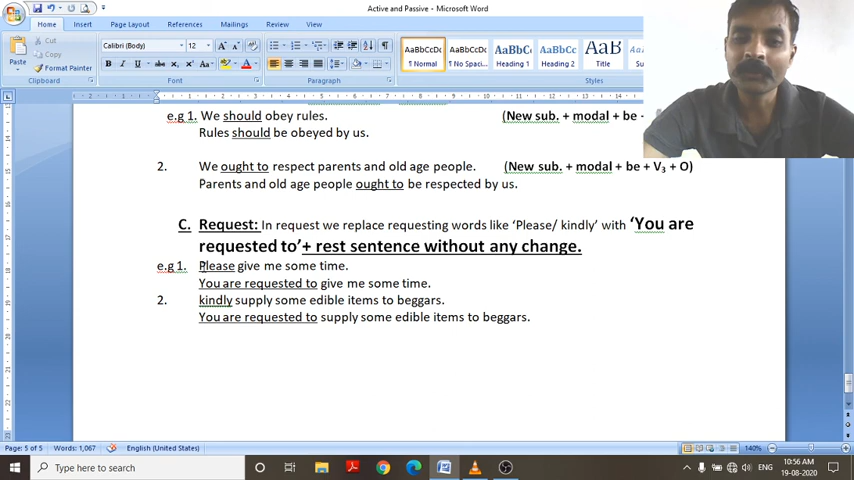 Active and Passive - Microsoft Word
Home Insert Page Layout References Mailings Review View
Cut
Copy
Format Painter
Paste
Clipboard
Calibri (Body) 12
Font
Paragraph
AaBbCcDc AaBbCcDc AaBbC AaBbCc AaB AaBbCc
¶ Normal ¶ No Spaci... Heading 1 Heading 2 Title Su
Styles
e.g 1. We should obey rules. (New sub. + modal + be +
Rules should be obeyed by us.
2. We ought to respect parents and old age people. (New sub. + modal + be + V3 + O)
Parents and old age people ought to be respected by us.
C. Request: In request we replace requesting words like ‘Please/ kindly’ with ‘You are
requested to’+ rest sentence without any change.
e.g 1. Please give me some time.
You are requested to give me some time.
2. kindly supply some edible items to beggars.
You are requested to supply some edible items to beggars.
Page: 5 of 5 Words: 1,067 English (United States) 140%
Type here to search
ENG
10:56 AM
19-08-2020